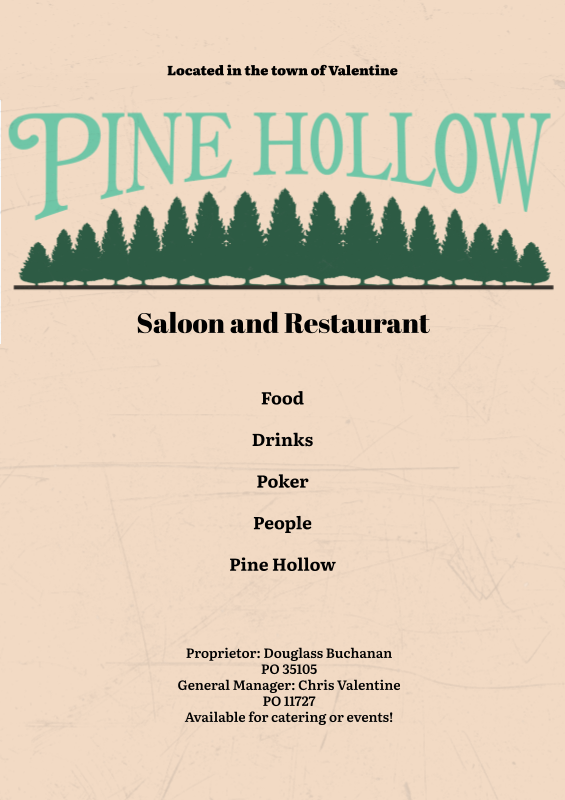 Located in the town of Valentine
PINE HOLLOW
Saloon and Restaurant
Food
Drinks
Poker
People
Pine Hollow
Proprietor: Douglass Buchanan
PO 35105
General Manager: Chris Valentine
PO 11727
Available for catering or events!